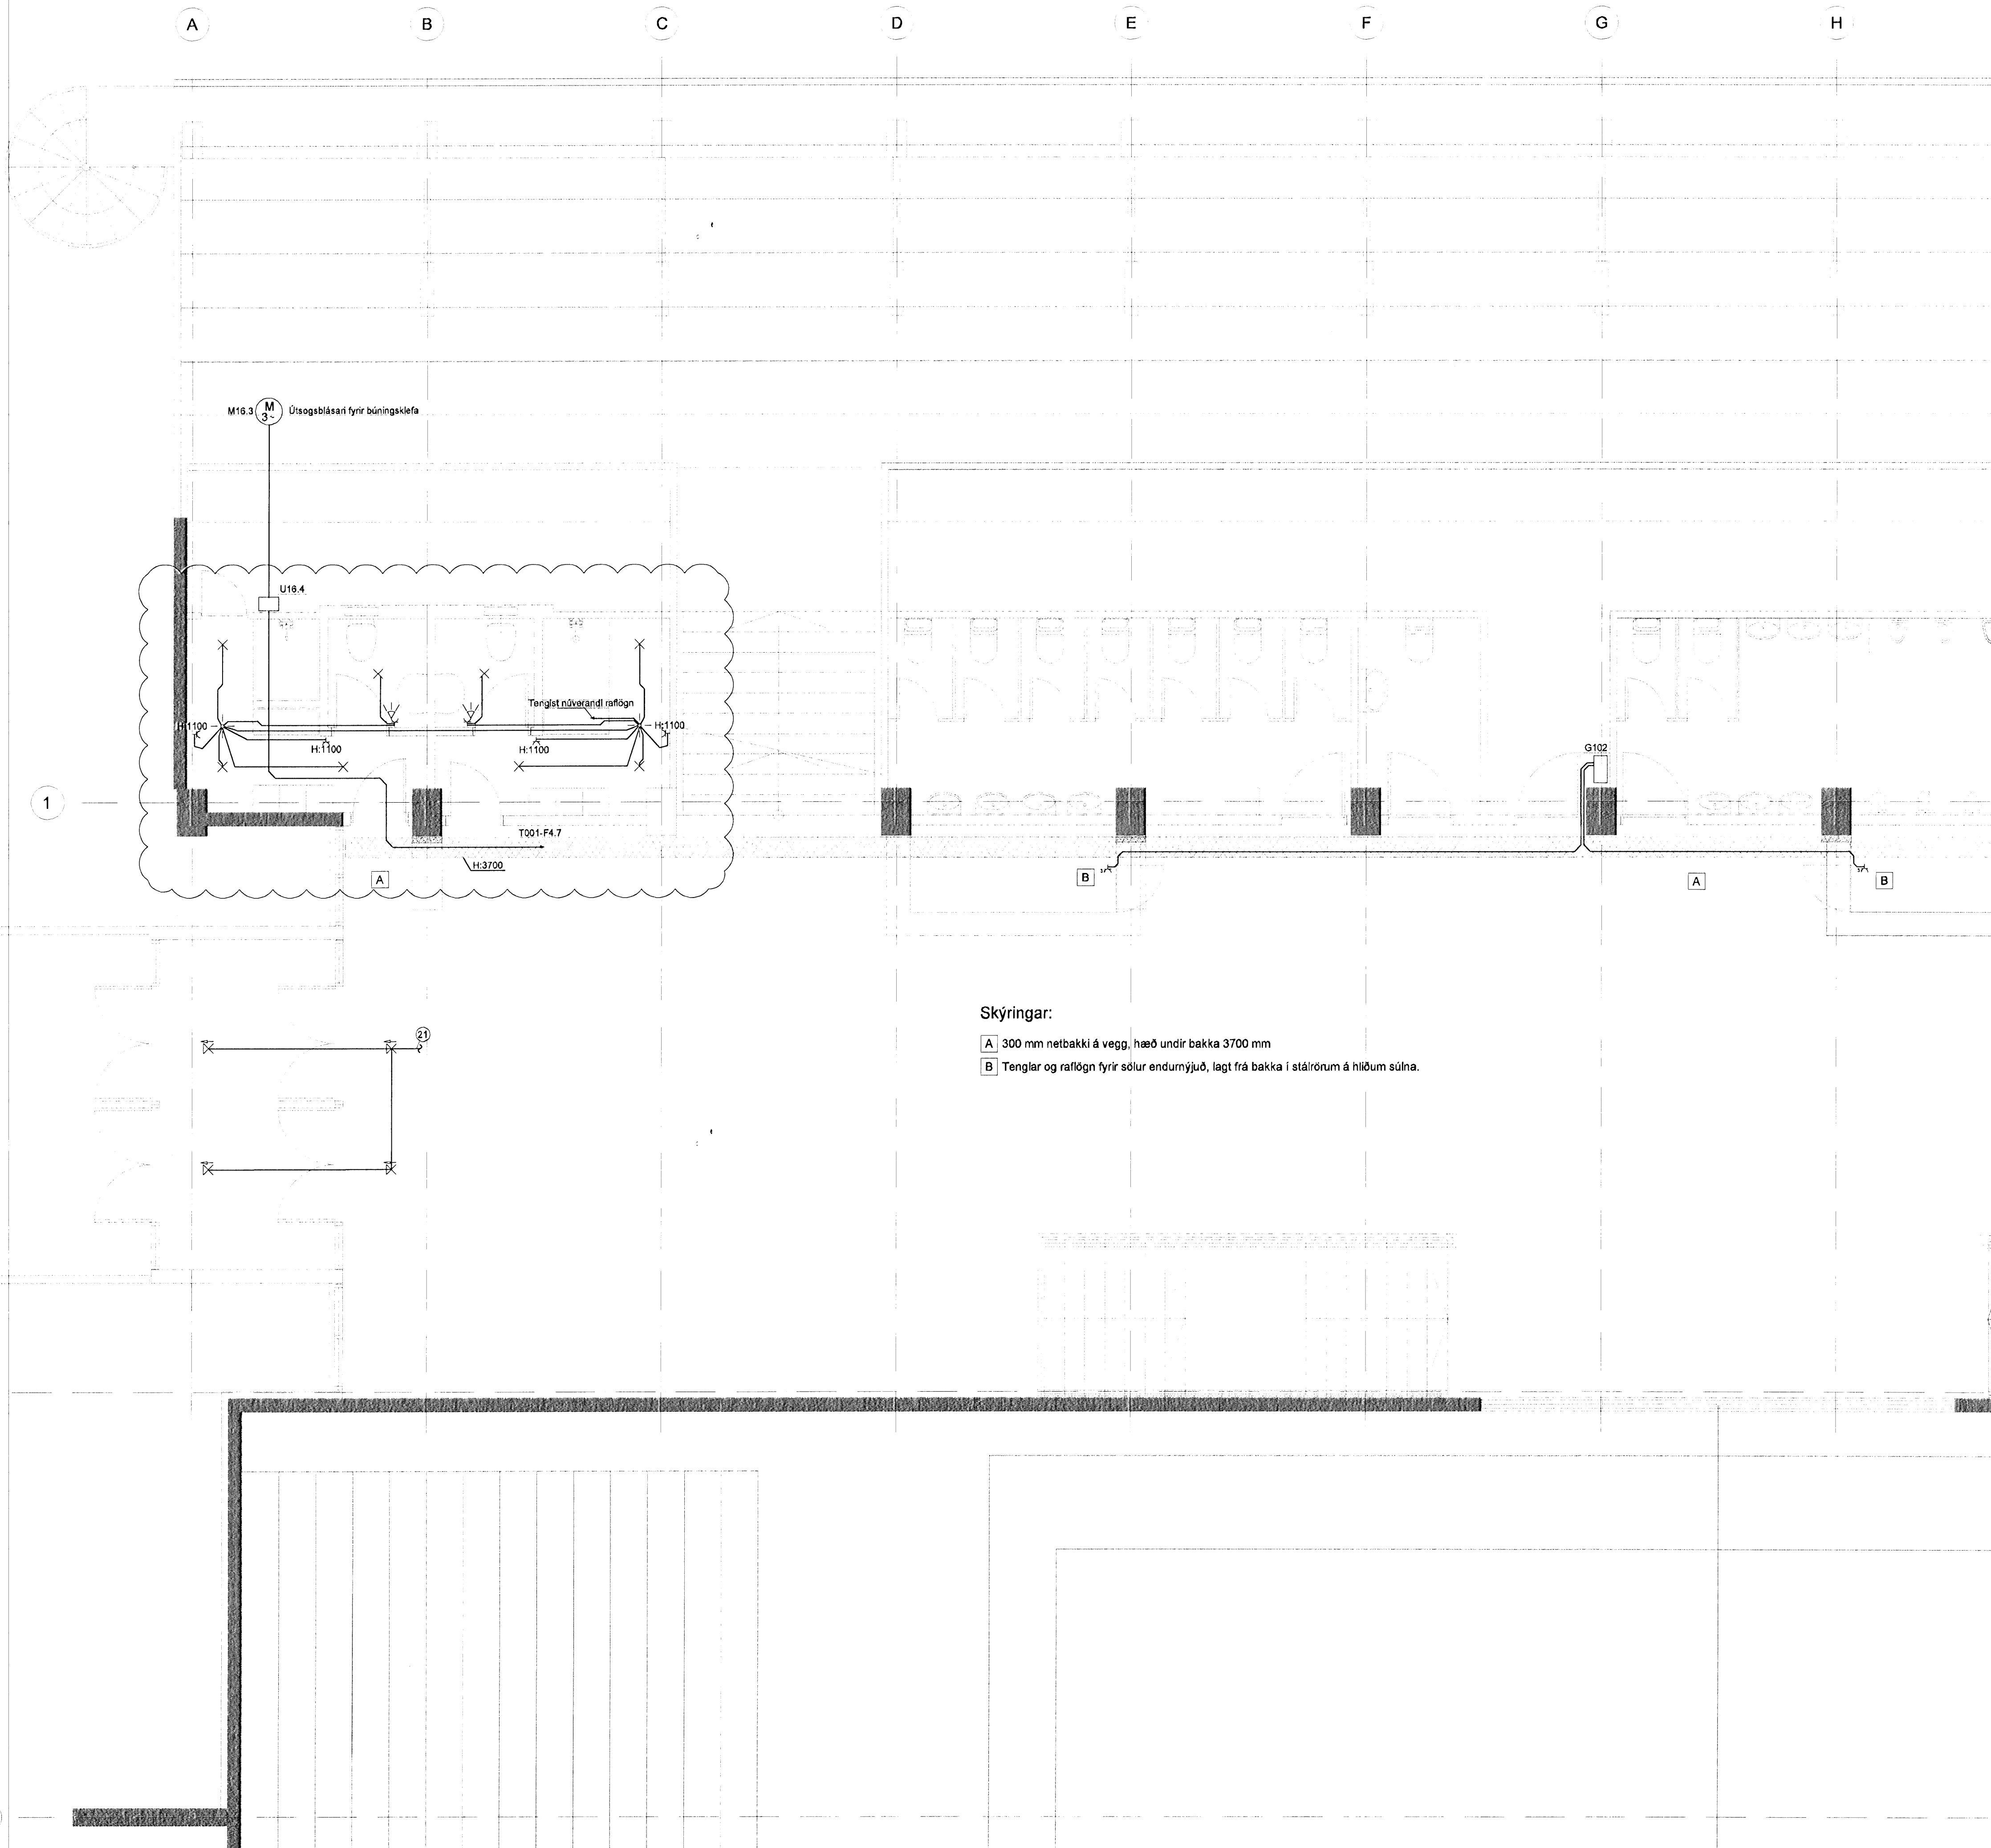 A B C D E F G H
M16.3 M 3~ Útsogsblásari fyrir búningsklefa
U16.4
Tengist núverandi raflögn
H:1100 H:1100
H:1100 H:1100
G102
1
T001-F4.7
H:3700
A B A B
Skýringar:
21
A 300 mm netbakki á vegg, hæð undir bakka 3700 mm
B Tenglar og raflögn fyrir sölur endurnýjuð, lagt frá bakka í stálrörum á hliðum súlna.